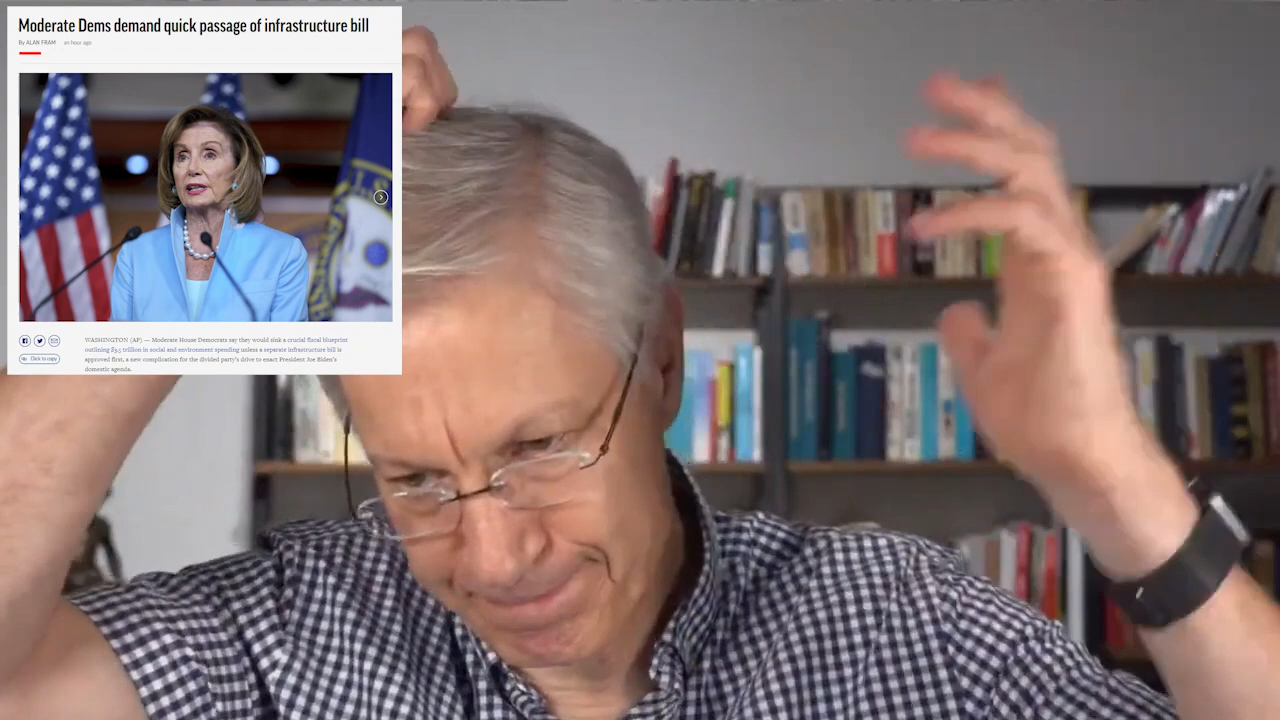 Moderate Dems demand quick passage of infrastructure bill
By ALAN FRAM an hour ago
WASHINGTON (AP) — Moderate House Democrats say they would sink a crucial fiscal blueprint
outlining $3.5 trillion in social and environment spending unless a separate infrastructure bill is
approved first, a new complication for the divided party's drive to enact President Joe Biden's
domestic agenda.
Click to copy